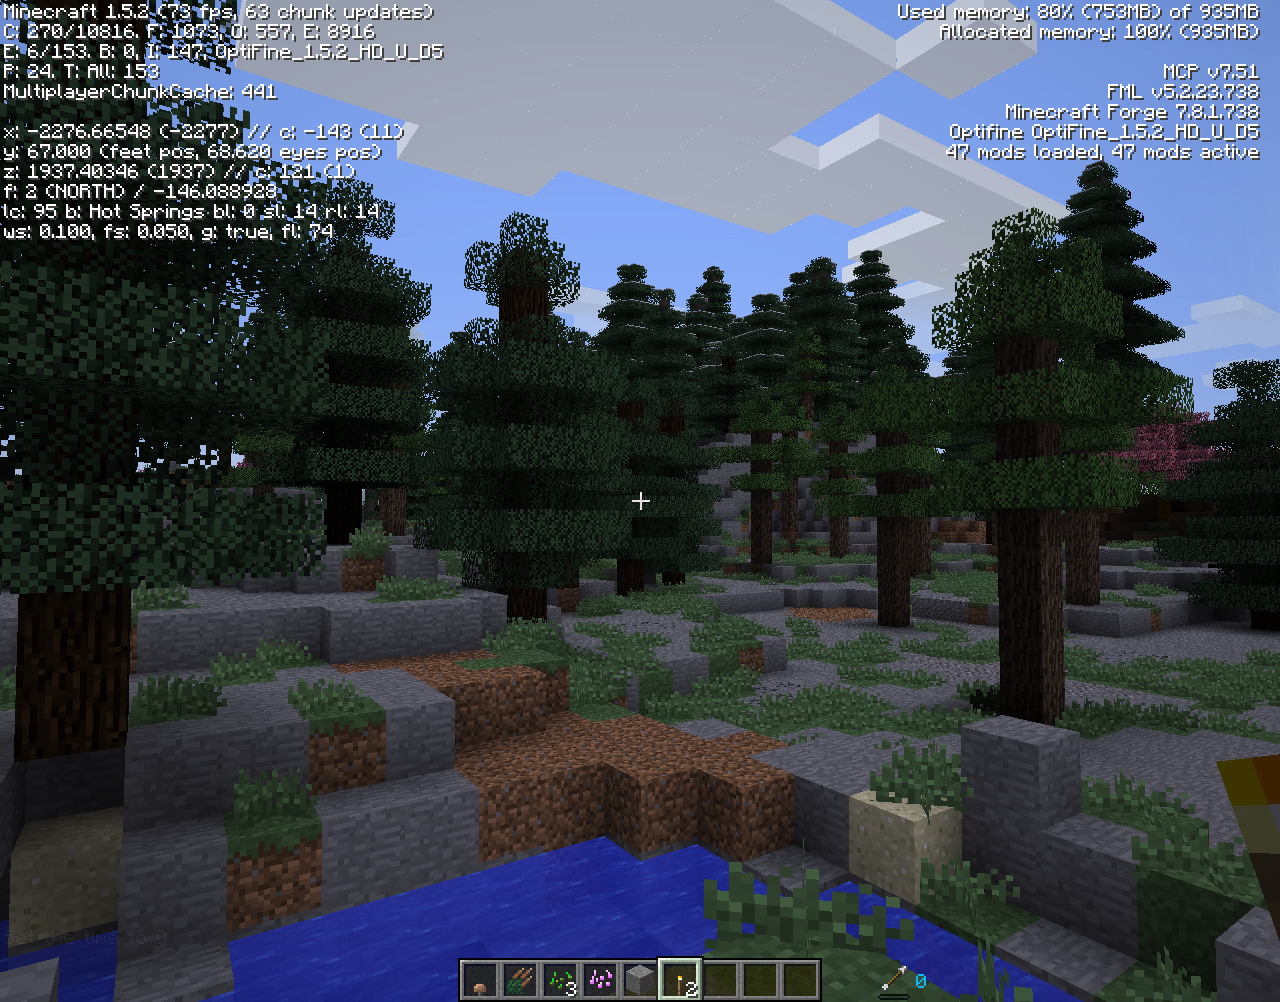 Minecraft 1.5.2 (73 fps, 63 chunk updates)
C: 270/10816. F: 1073, O: 557, E: 8916
E: 6/153. B: 0, I: 147, OptiFine_1.5.2_HD_U_D5
P: 24. T: All: 153
MultiplayerChunkCache: 441
x: -2276.66548 (-2277) // c: -143 (11)
y: 67.000 (feet pos, 68.620 eyes pos)
z: 1937.40346 (1937) // c: 121 (1)
f: 2 (NORTH) / -146.088928
lc: 95 b: Hot Springs bl: 0 sl: 14 rl: 14
ws: 0.100, fs: 0.050, g: true, fl: 74
Used memory: 80% (753MB) of 935MB
Allocated memory: 100% (935MB)
MCP v7.51
FML v5.2.23.738
Minecraft Forge 7.8.1.738
Optifine OptiFine_1.5.2_HD_U_D5
47 mods loaded, 47 mods active
Set the time to
3
2
0